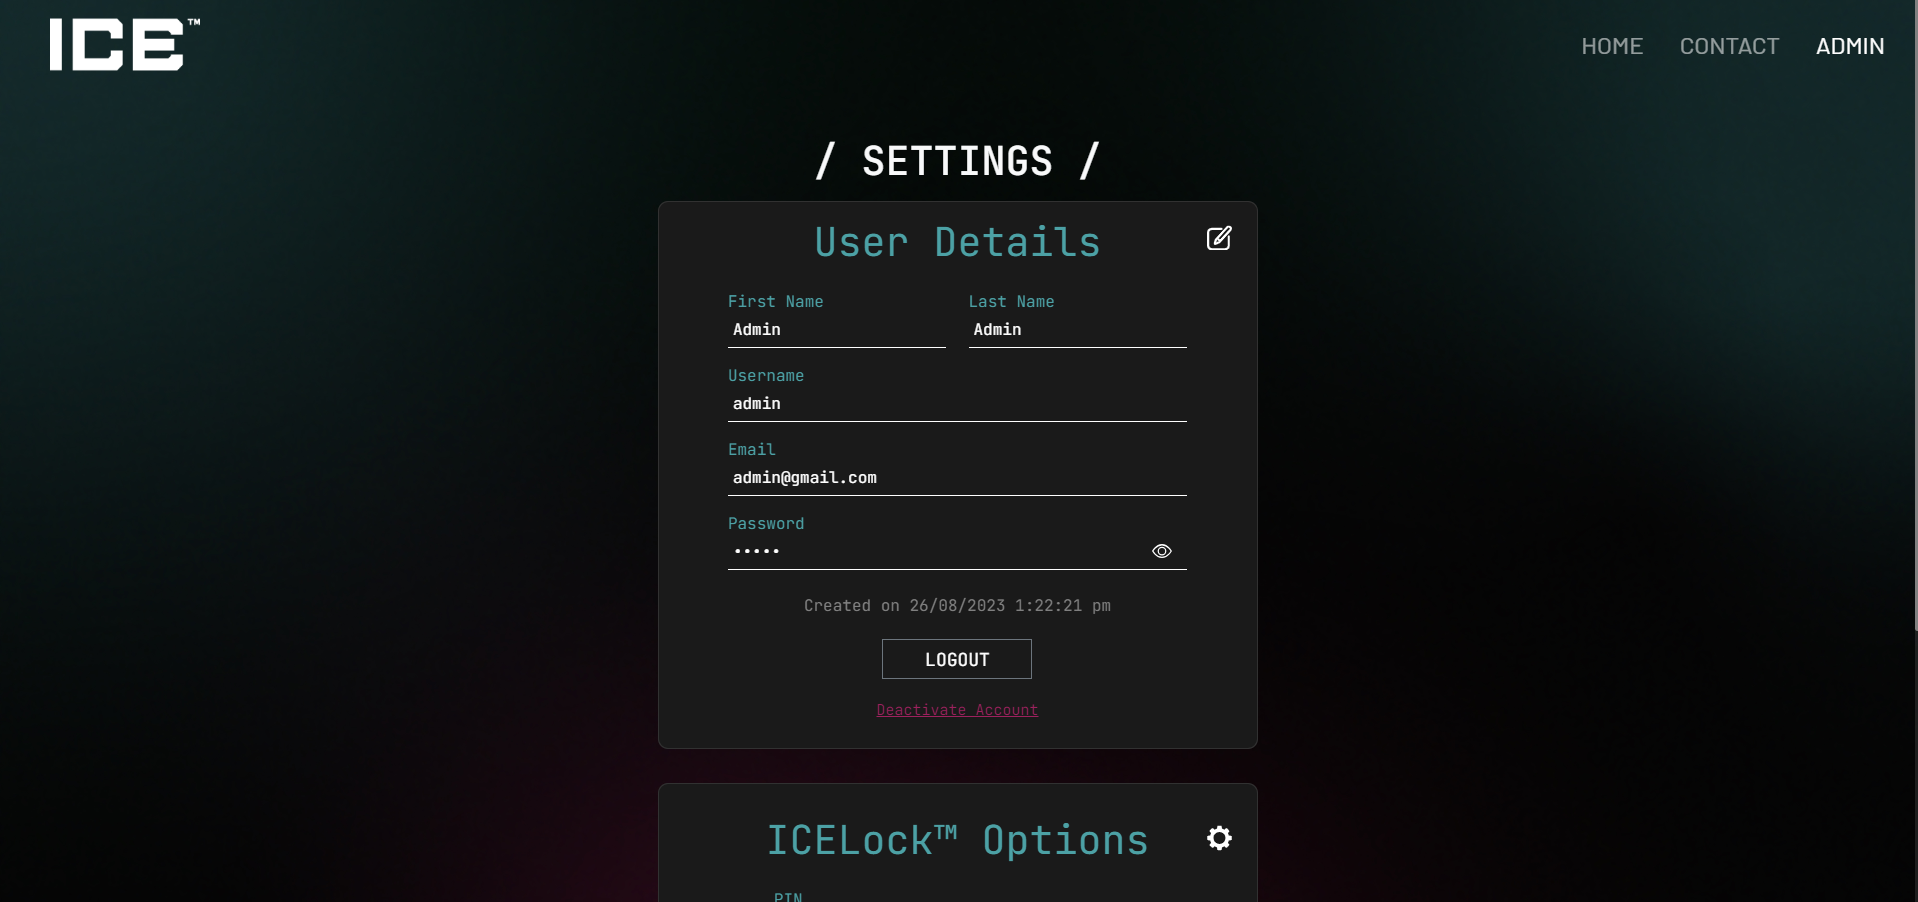 ICE™
HOME CONTACT ADMIN
/ SETTINGS /
User Details
First Name Last Name
Admin Admin
Username
admin
Email
admin@gmail.com
Password
•••••
Created on 26/08/2023 1:22:21 pm
LOGOUT
Deactivate Account
ICELock™ Options
PIN